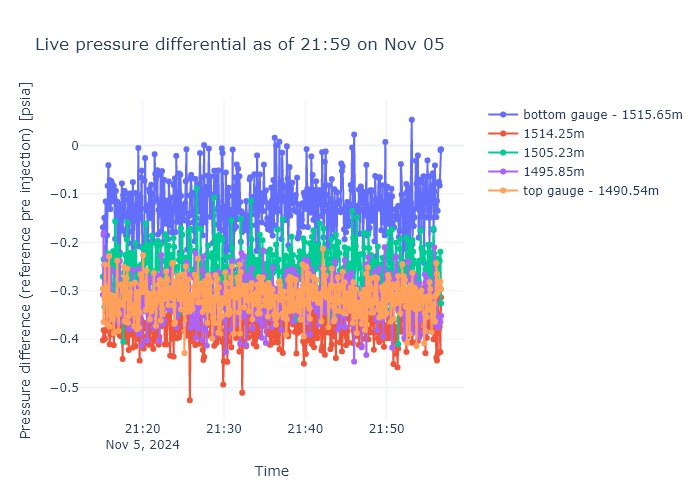 Live pressure differential as of 21:59 on Nov 05
Pressure difference (reference pre injection) [psia]
0
−0.1
−0.2
−0.3
−0.4
−0.5
21:20
Nov 5, 2024
21:30
21:40
21:50
Time
bottom gauge - 1515.65m
1514.25m
1505.23m
1495.85m
top gauge - 1490.54m